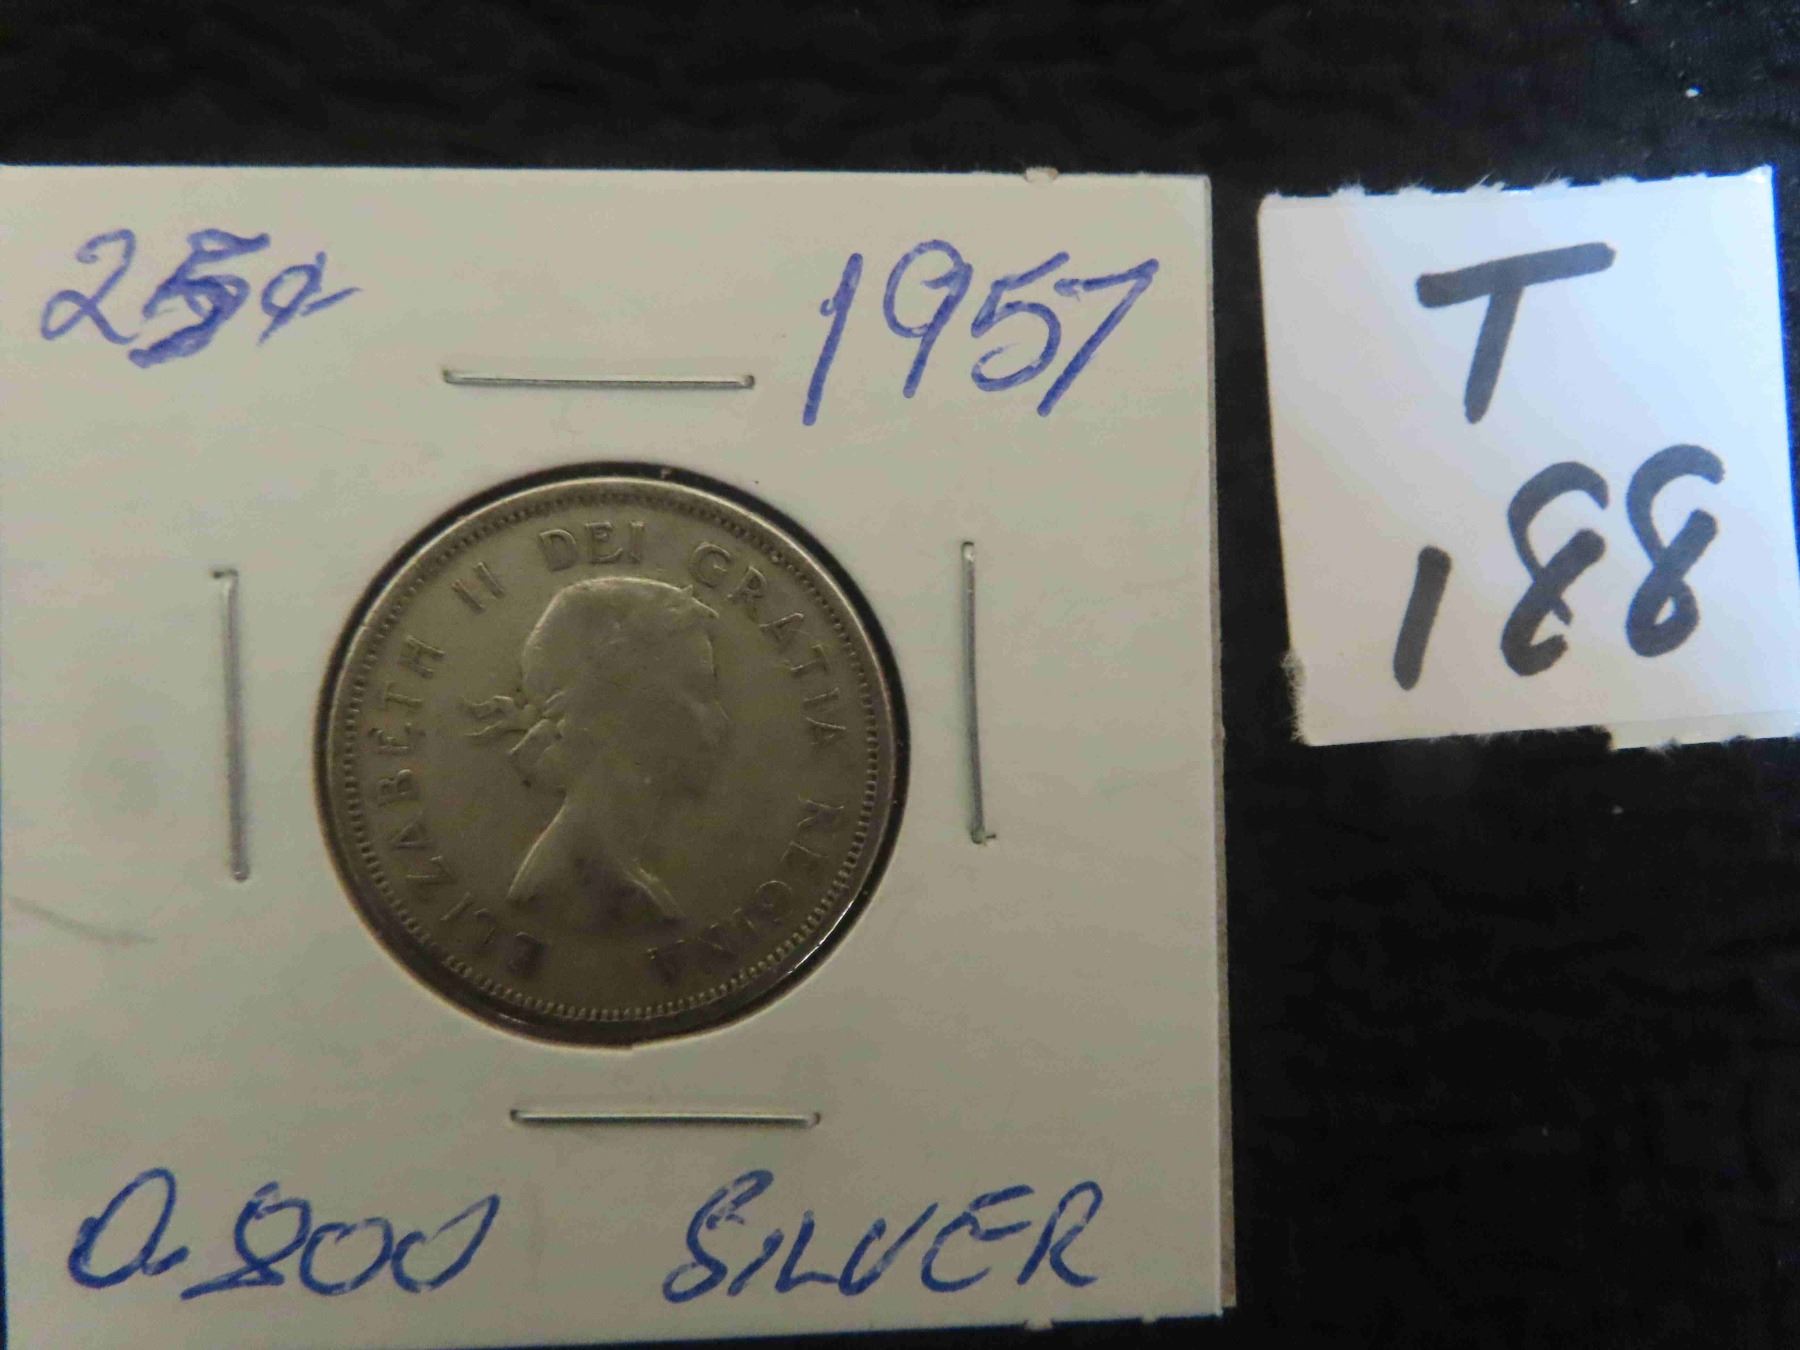 25¢ 1957
ELIZABETH II DEI GRATIA REGINA
0.800 SILVER
T
188